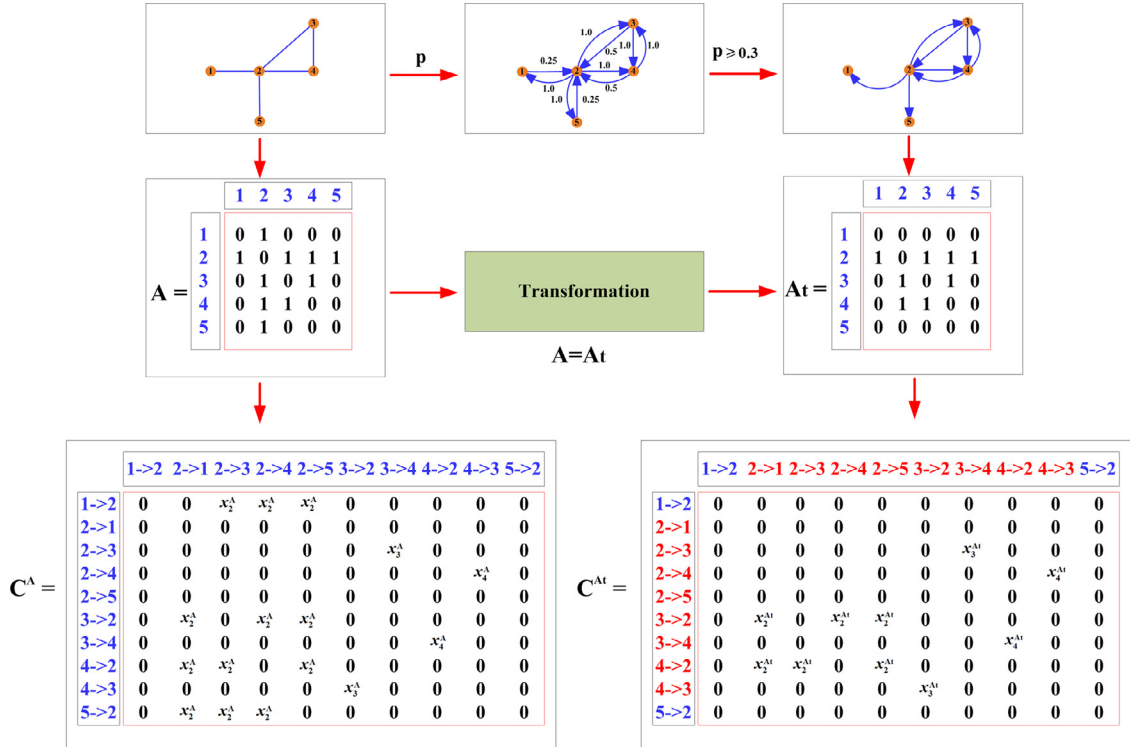 3
1 2 4
5
p
1.0
3
1.0 1.0
0.5
0.25 1.0
1 2 4
1.0 0.5
1.0 0.25
5
p ≥ 0.3
3
1 2 4
5
1 2 3 4 5
A =
1 0 1 0 0 0
2 1 0 1 1 1
3 0 1 0 1 0
4 0 1 1 0 0
5 0 1 0 0 0
Transformation
A=At
1 2 3 4 5
At =
1 0 0 0 0 0
2 1 0 1 1 1
3 0 1 0 1 0
4 0 1 1 0 0
5 0 0 0 0 0
1->2 2->1 2->3 2->4 2->5 3->2 3->4 4->2 4->3 5->2
C^A =
1->2 0 0 x_2^A x_2^A x_2^A 0 0 0 0 0
2->1 0 0 0 0 0 0 0 0 0 0
2->3 0 0 0 0 0 0 x_3^A 0 0 0
2->4 0 0 0 0 0 0 0 0 x_4^A 0
2->5 0 0 0 0 0 0 0 0 0 0
3->2 0 x_2^A 0 x_2^A x_2^A 0 0 0 0 0
3->4 0 0 0 0 0 0 0 x_4^A 0 0
4->2 0 x_2^A x_2^A 0 x_2^A 0 0 0 0 0
4->3 0 0 0 0 0 x_3^A 0 0 0 0
5->2 0 x_2^A x_2^A x_2^A 0 0 0 0 0 0
1->2 2->1 2->3 2->4 2->5 3->2 3->4 4->2 4->3 5->2
C^At =
1->2 0 0 0 0 0 0 0 0 0 0
2->1 0 0 0 0 0 0 0 0 0 0
2->3 0 0 0 0 0 0 x_3^At 0 0 0
2->4 0 0 0 0 0 0 0 0 x_4^At 0
2->5 0 0 0 0 0 0 0 0 0 0
3->2 0 x_2^At 0 x_2^At x_2^At 0 0 0 0 0
3->4 0 0 0 0 0 0 0 x_4^At 0 0
4->2 0 x_2^At x_2^At 0 x_2^At 0 0 0 0 0
4->3 0 0 0 0 0 x_3^At 0 0 0 0
5->2 0 0 0 0 0 0 0 0 0 0